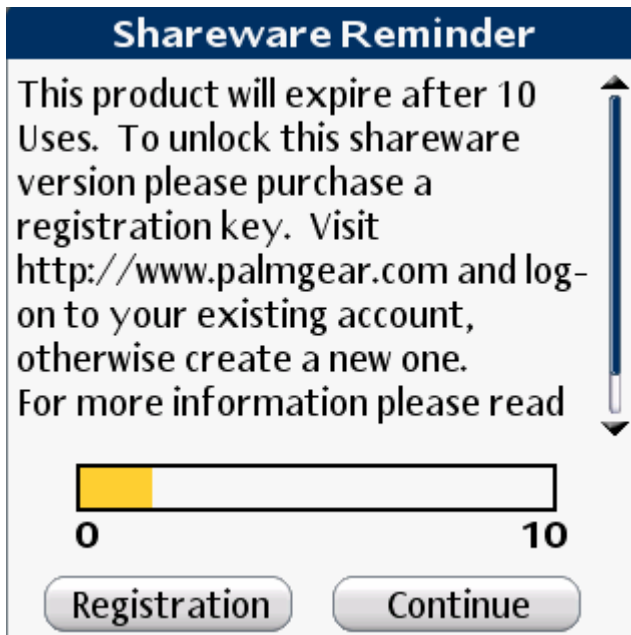 Shareware Reminder
This product will expire after 10
Uses.  To unlock this shareware
version please purchase a
registration key.  Visit
http://www.palmgear.com and log-
on to your existing account,
otherwise create a new one.
For more information please read
0 10
Registration Continue